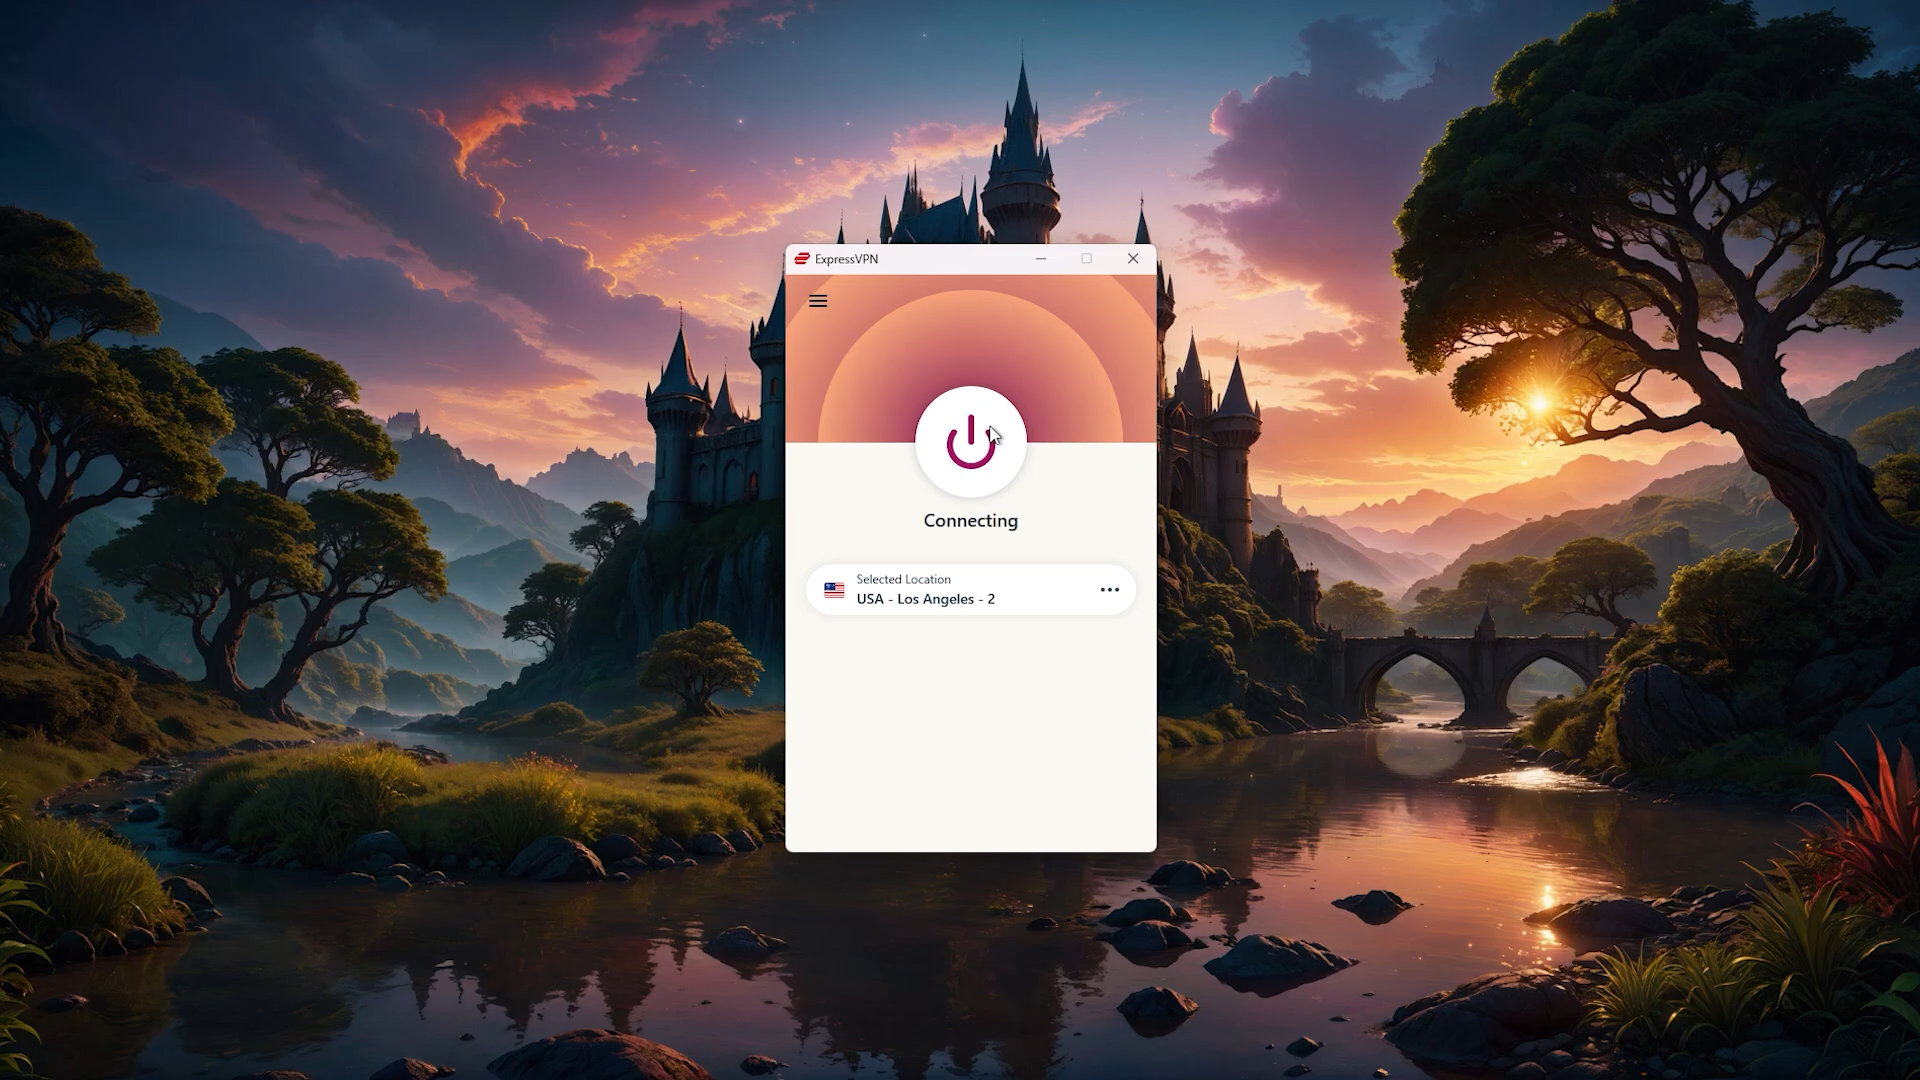 ExpressVPN
Connecting
Selected Location
USA - Los Angeles - 2